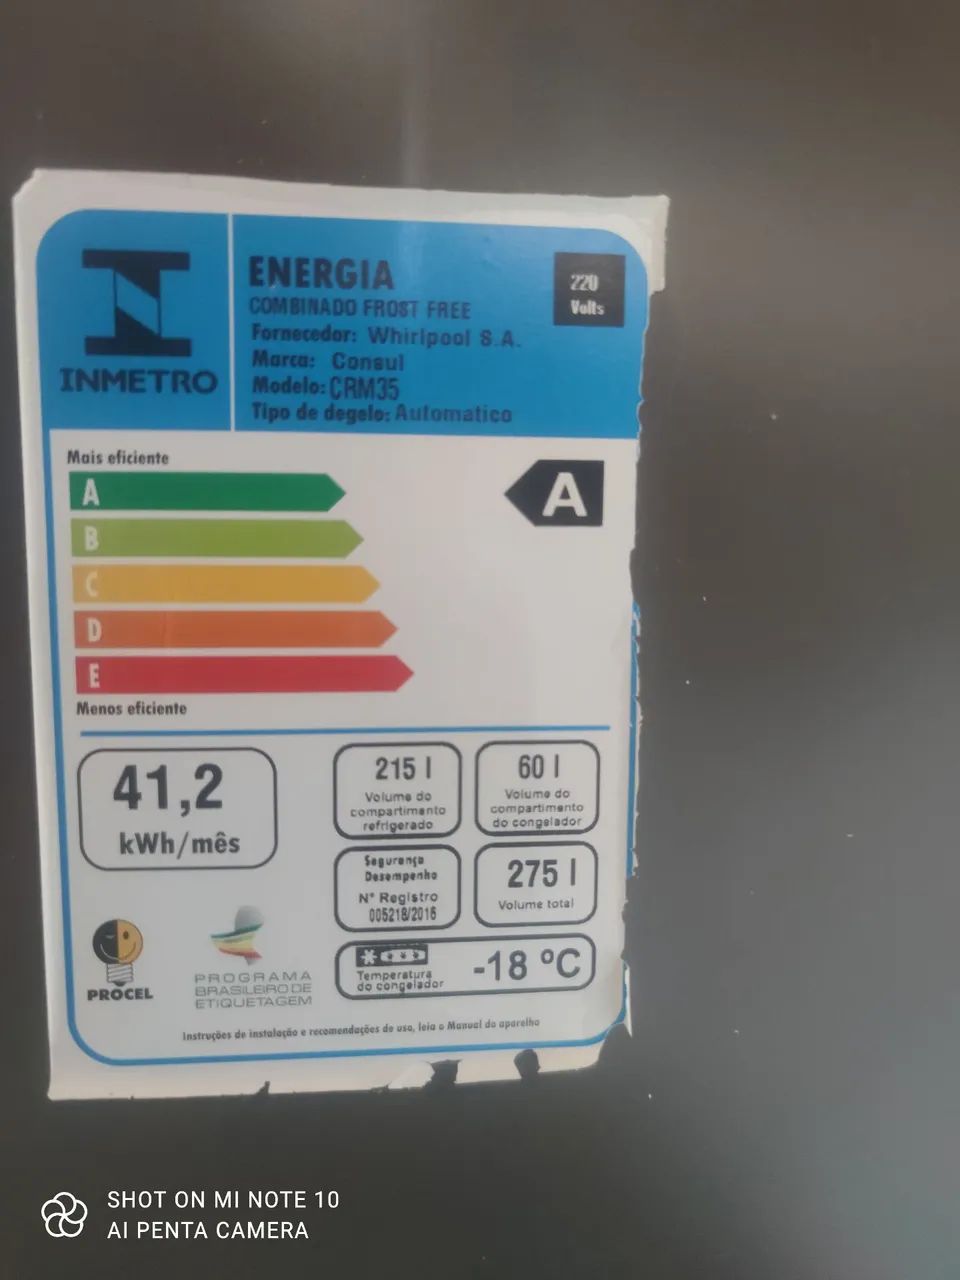 INMETRO
ENERGIA
COMBINADO FROST FREE
Fornecedor: Whirlpool S.A.
Marca: Consul
Modelo: CRM35
Tipo de degelo: Automatico
220
Volts
Mais eficiente
A
A
B
C
D
E
Menos eficiente
41,2
kWh/mês
215 l
Volume do
compartimento
refrigerado
60 l
Volume do
compartimento
do congelador
Segurança
Desempenho
N° Registro
005218/2016
275 l
Volume total
Temperatura
do congelador
-18 ºC
PROCEL
PROGRAMA
BRASILEIRO DE
ETIQUETAGEM
Instruções de instalação e recomendações de uso, leia o Manual do aparelho
SHOT ON MI NOTE 10
AI PENTA CAMERA